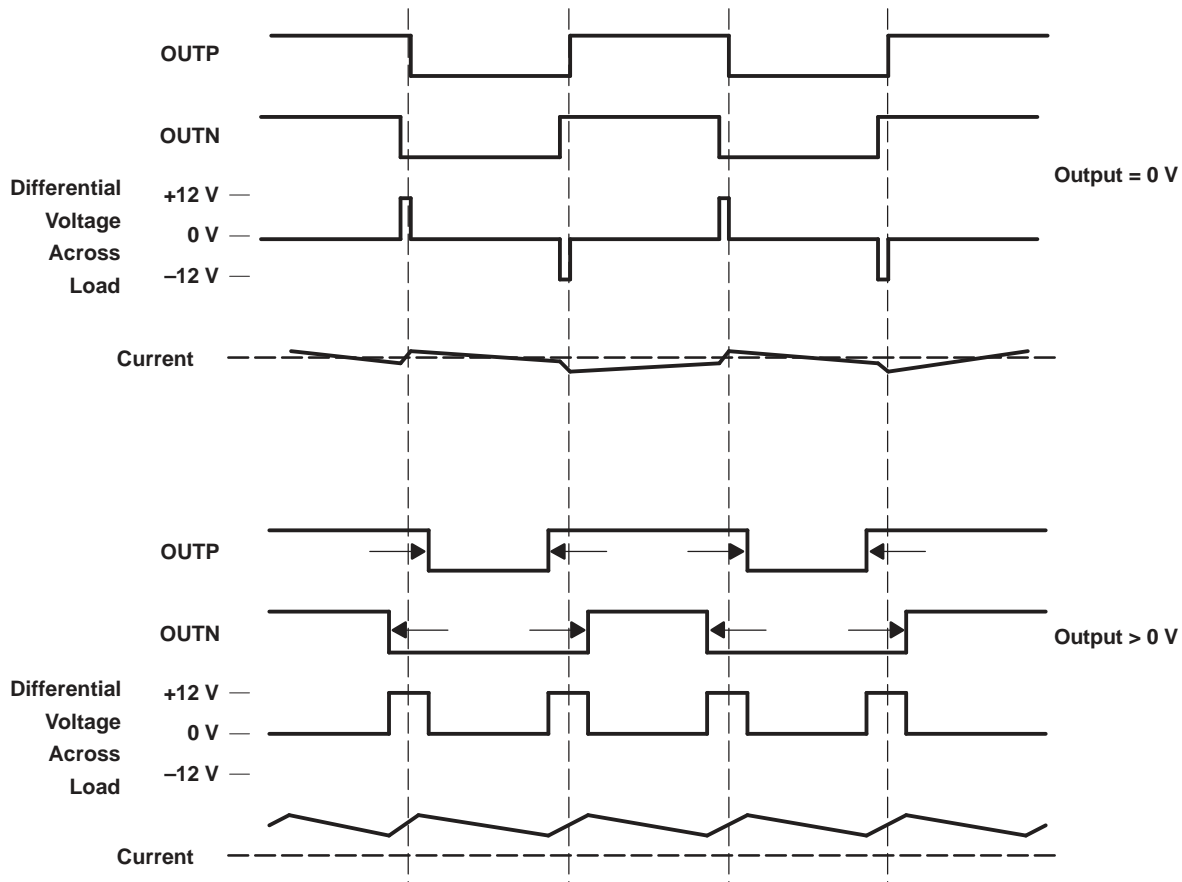 OUTP
OUTN
Output = 0 V
Differential
Voltage
Across
Load
+12 V
0 V
–12 V
Current
OUTP
OUTN
Output > 0 V
Differential
Voltage
Across
Load
+12 V
0 V
–12 V
Current